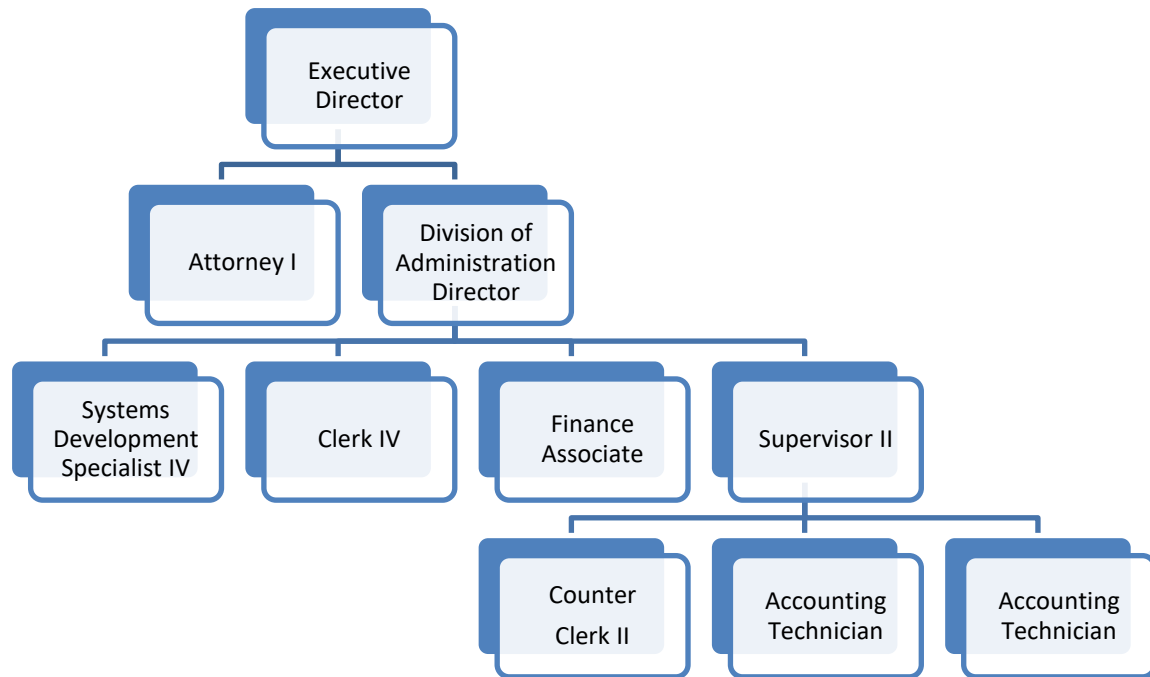 Executive
Director
Attorney I
Division of
Administration
Director
Systems
Development
Specialist IV
Clerk IV
Finance
Associate
Supervisor II
Counter
Clerk II
Accounting
Technician
Accounting
Technician